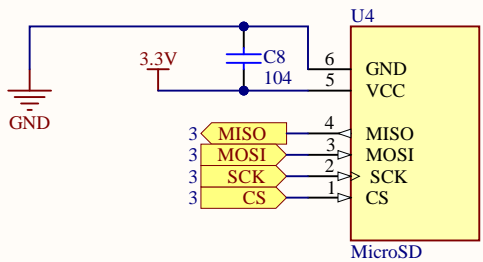 U4
C8
104
3.3V
GND
6 GND
5 VCC
3 MISO 4 MISO
3 MOSI 3 MOSI
3 SCK 2 SCK
3 CS 1 CS
MicroSD